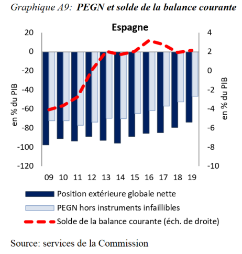 Graphique A9: PEGN et solde de la balance courante
Espagne
20 4
0 2
-20 0
-40 -2
-60 -4
-80 -6
-100 -8
-120 -10
en % du PIB
en % du PIB
09 10 11 12 13 14 15 16 17 18 19
Position extérieure globale nette
PEGN hors instruments infaillibles
Solde de la balance courante (éch. de droite)
Source: services de la Commission